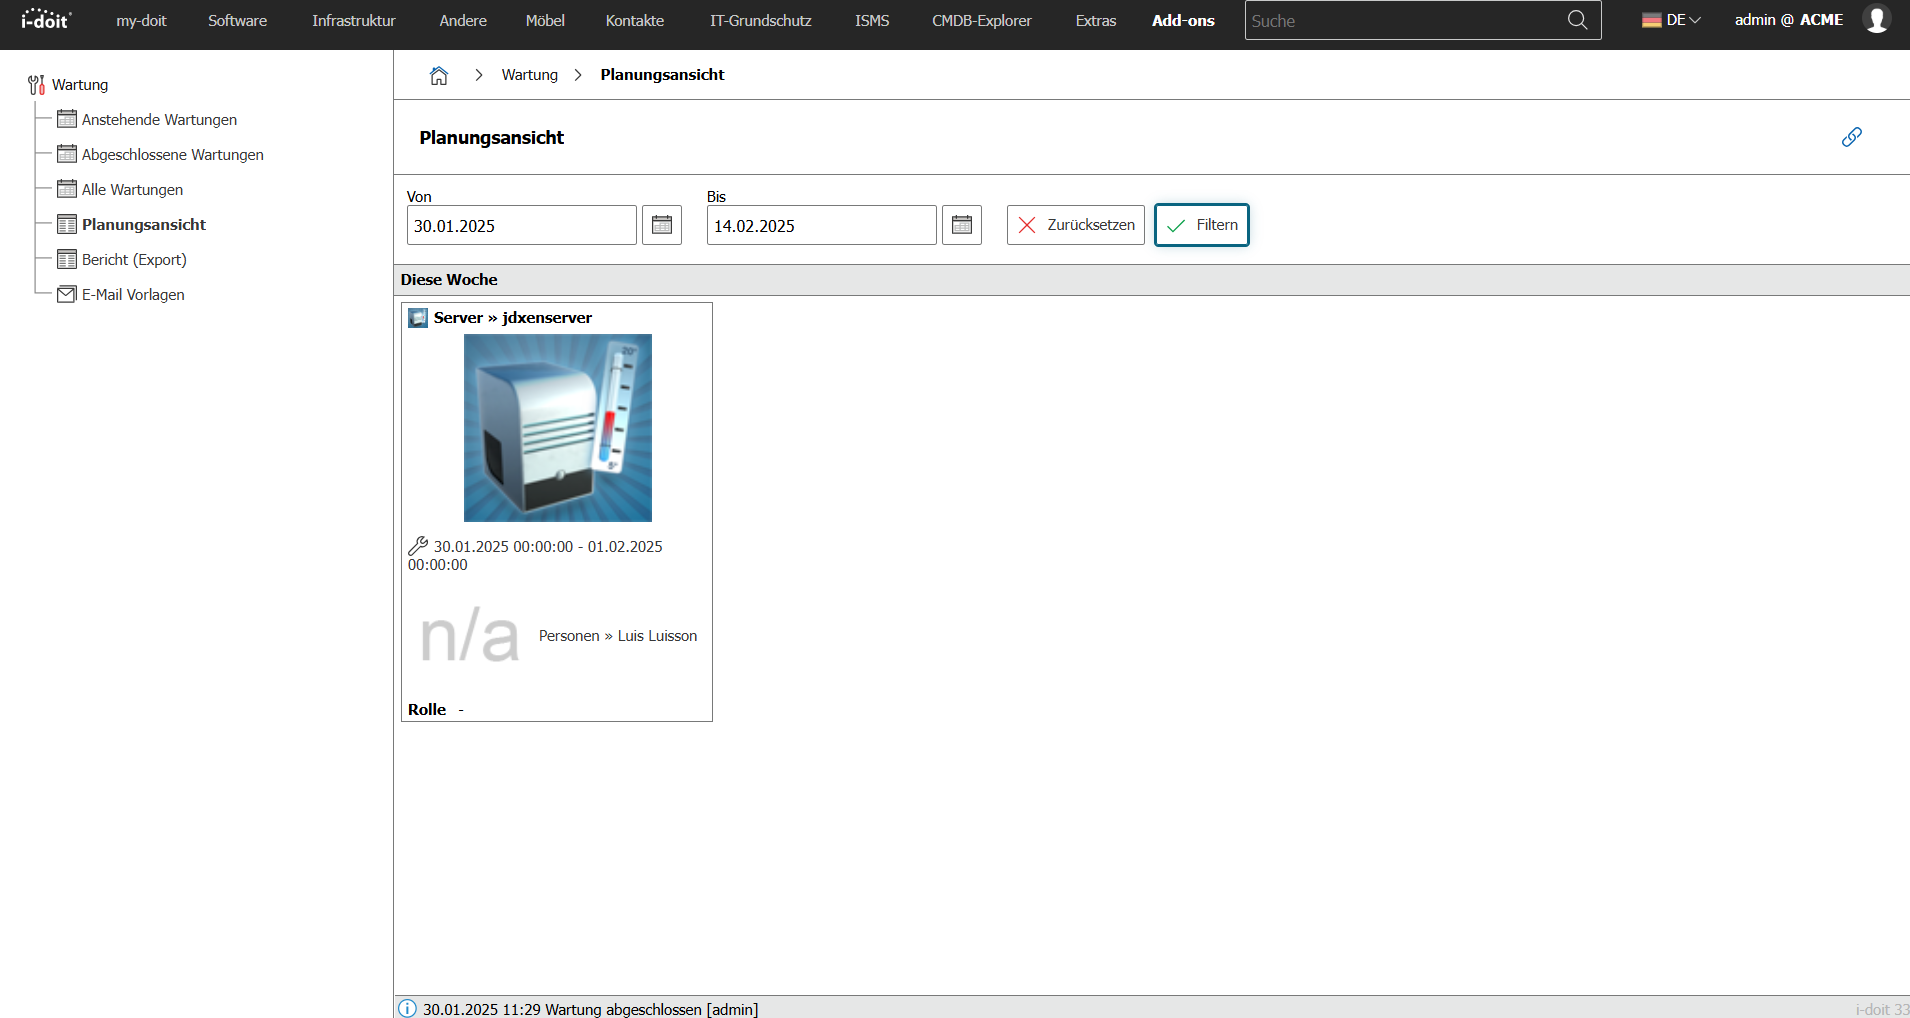 i-doit my-doit Software Infrastruktur Andere Möbel Kontakte IT-Grundschutz ISMS CMDB-Explorer Extras Add-ons Suche DE admin @ ACME
Wartung
Anstehende Wartungen
Abgeschlossene Wartungen
Alle Wartungen
Planungsansicht
Bericht (Export)
E-Mail Vorlagen
Wartung Planungsansicht
Planungsansicht
Von Bis
30.01.2025 14.02.2025 Zurücksetzen Filtern
Diese Woche
Server » jdxenserver
20°
5°
30.01.2025 00:00:00 - 01.02.2025
00:00:00
n/a Personen » Luis Luisson
Rolle -
30.01.2025 11:29 Wartung abgeschlossen [admin] i-doit 33